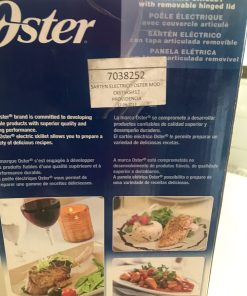 with removable hinged lid
Oster
POÊLE ÉLECTRIQUE
avec couvercle articulé
SARTÉN ELÉCTRICO
con tapa articulada removible
PANELA ELÉTRICA
articulada removível
7038252
SARTEN ELECTRICO OSTER MOD
PROVIDENCIA
brand is committed to developing
products with superior quality and
performance.
electric skillet allows you to prepare a
of delicious recipes.
La marca Oster® se compromete a desarrollar
productos confiables de calidad superior y
desempeño duradero.
El sartén eléctrico Oster® le permite preparar un
variedad de deliciosas recetas.
marque Oster® s'est engagée à développer
produits fiables d'une qualité supérieure et à
performance durable.
poêle électrique Oster® vous permet de
préparer une gamme de recettes délicieuses.
A marca Oster® está comprometida no
desenvolvimento de produtos fiáveis, de qualidade
superior e duradouro.
A panela elétrica Oster® possibilita o preparo de
uma variedade de receitas deliciosas.